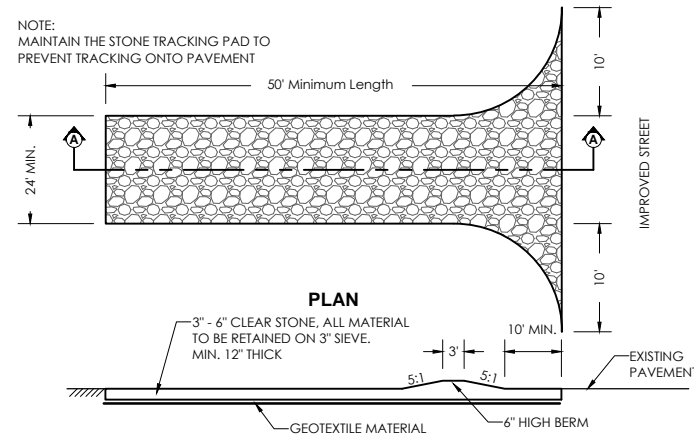 NOTE:
MAINTAIN THE STONE TRACKING PAD TO
PREVENT TRACKING ONTO PAVEMENT
50' Minimum Length
10'
24' MIN.
A
A
IMPROVED STREET
10'
PLAN
3" - 6" CLEAR STONE, ALL MATERIAL
TO BE RETAINED ON 3" SIEVE.
MIN. 12" THICK
10' MIN.
3'
5:1
5:1
EXISTING
PAVEMENT
6" HIGH BERM
GEOTEXTILE MATERIAL